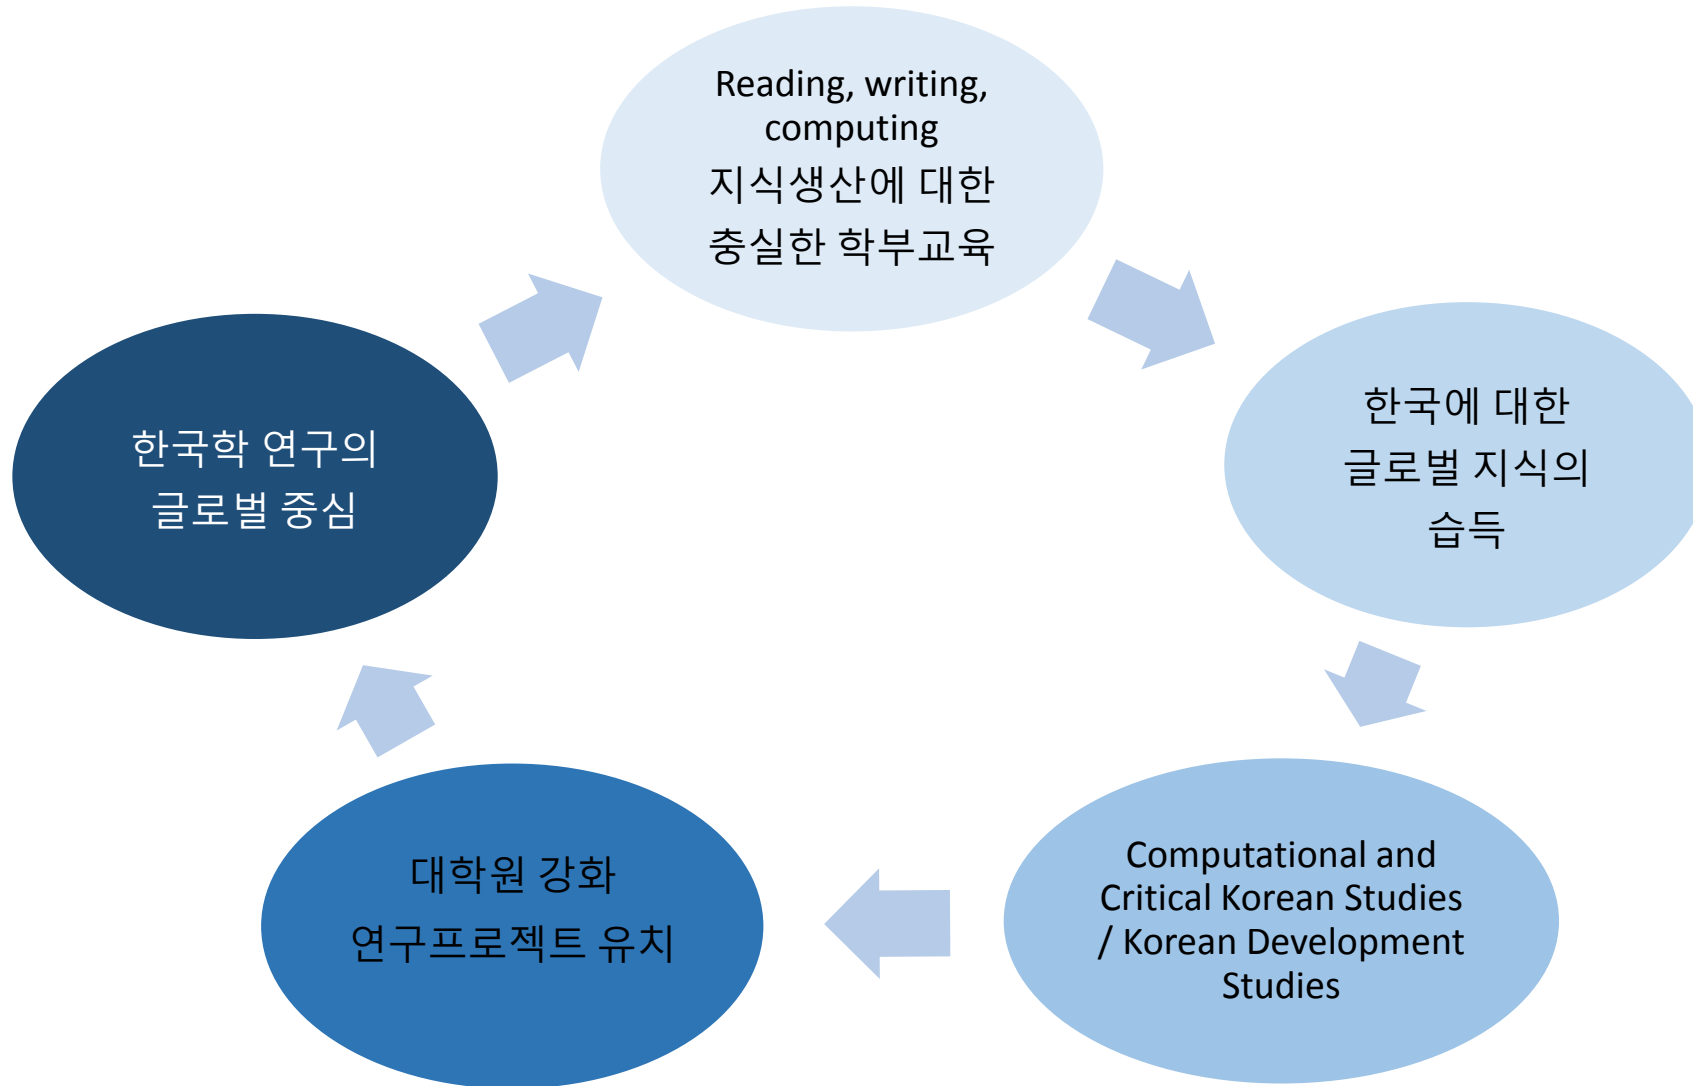 Reading, writing,
computing
지식생산에 대한
충실한 학부교육
한국에 대한
글로벌 지식의
습득
Computational and
Critical Korean Studies
/ Korean Development
Studies
대학원 강화
연구프로젝트 유치
한국학 연구의
글로벌 중심